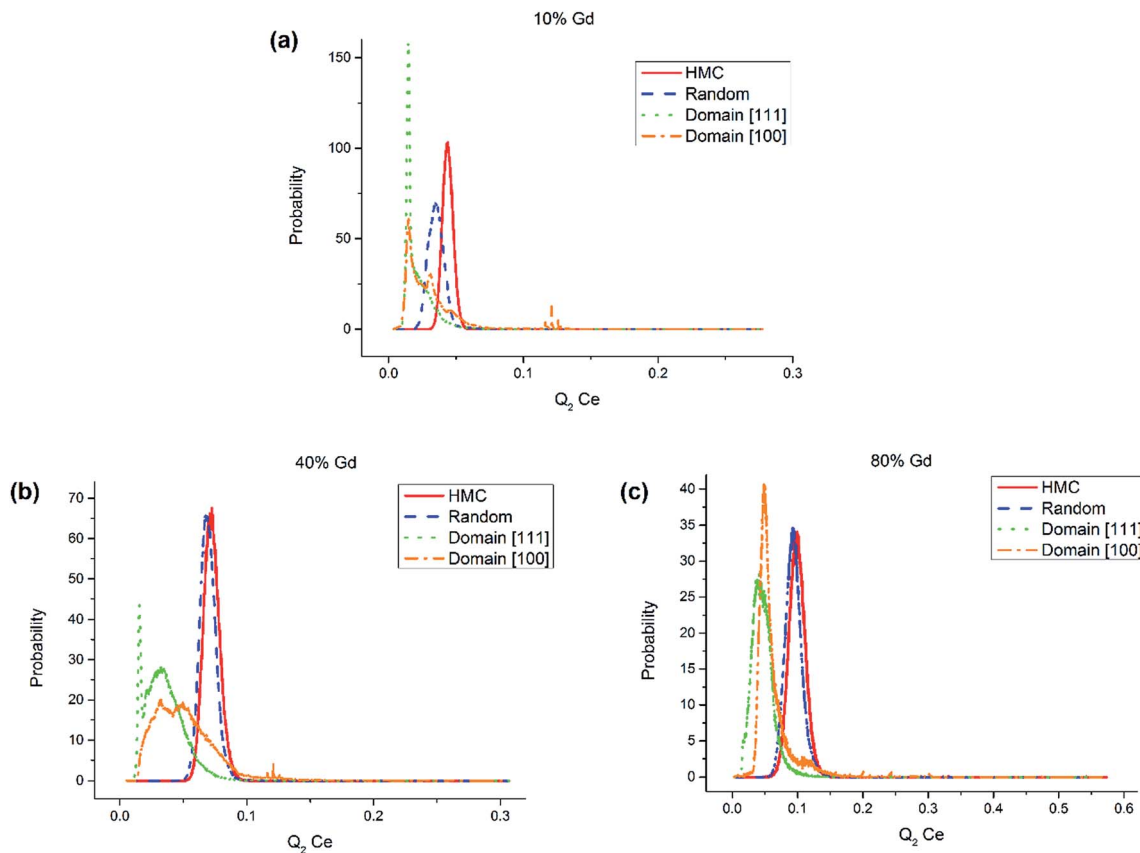 10% Gd
(a)
HMC
Random
Domain [111]
Domain [100]
150
100
50
0
Probability
0.0 0.1 0.2 0.3
Q₂ Ce
40% Gd
(b)
HMC
Random
Domain [111]
Domain [100]
70
60
50
40
30
20
10
0
Probability
0.0 0.1 0.2 0.3
Q₂ Ce
80% Gd
(c)
HMC
Random
Domain [111]
Domain [100]
40
35
30
25
20
15
10
5
0
Probability
0.0 0.1 0.2 0.3 0.4 0.5 0.6
Q₂ Ce